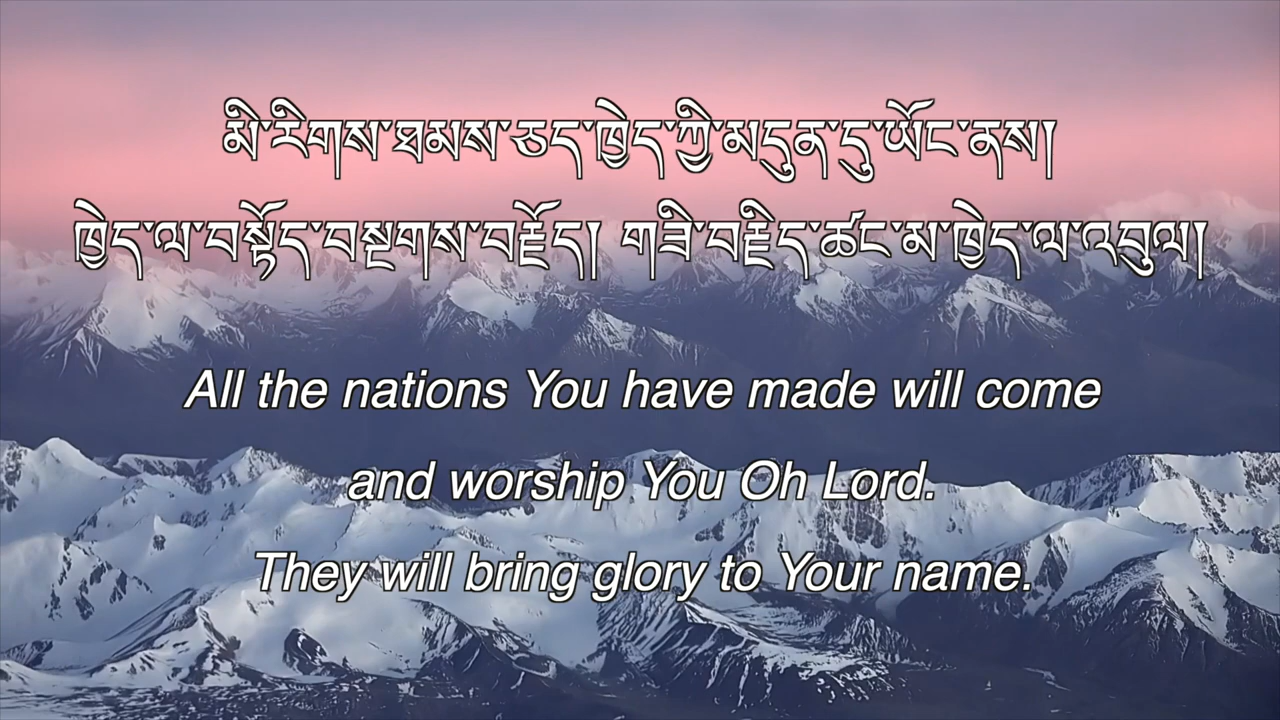 མི་རིགས་ཐམས་ཅད་ཁྱེད་ཀྱི་མདུན་དུ་ཡོང་ནས།
ཁྱེད་ལ་བསྟོད་བསྔགས་བརྗོད། གཟི་བརྗིད་ཚང་མ་ཁྱེད་ལ་འབུལ།
All the nations You have made will come
and worship You Oh Lord.
They will bring glory to Your name.